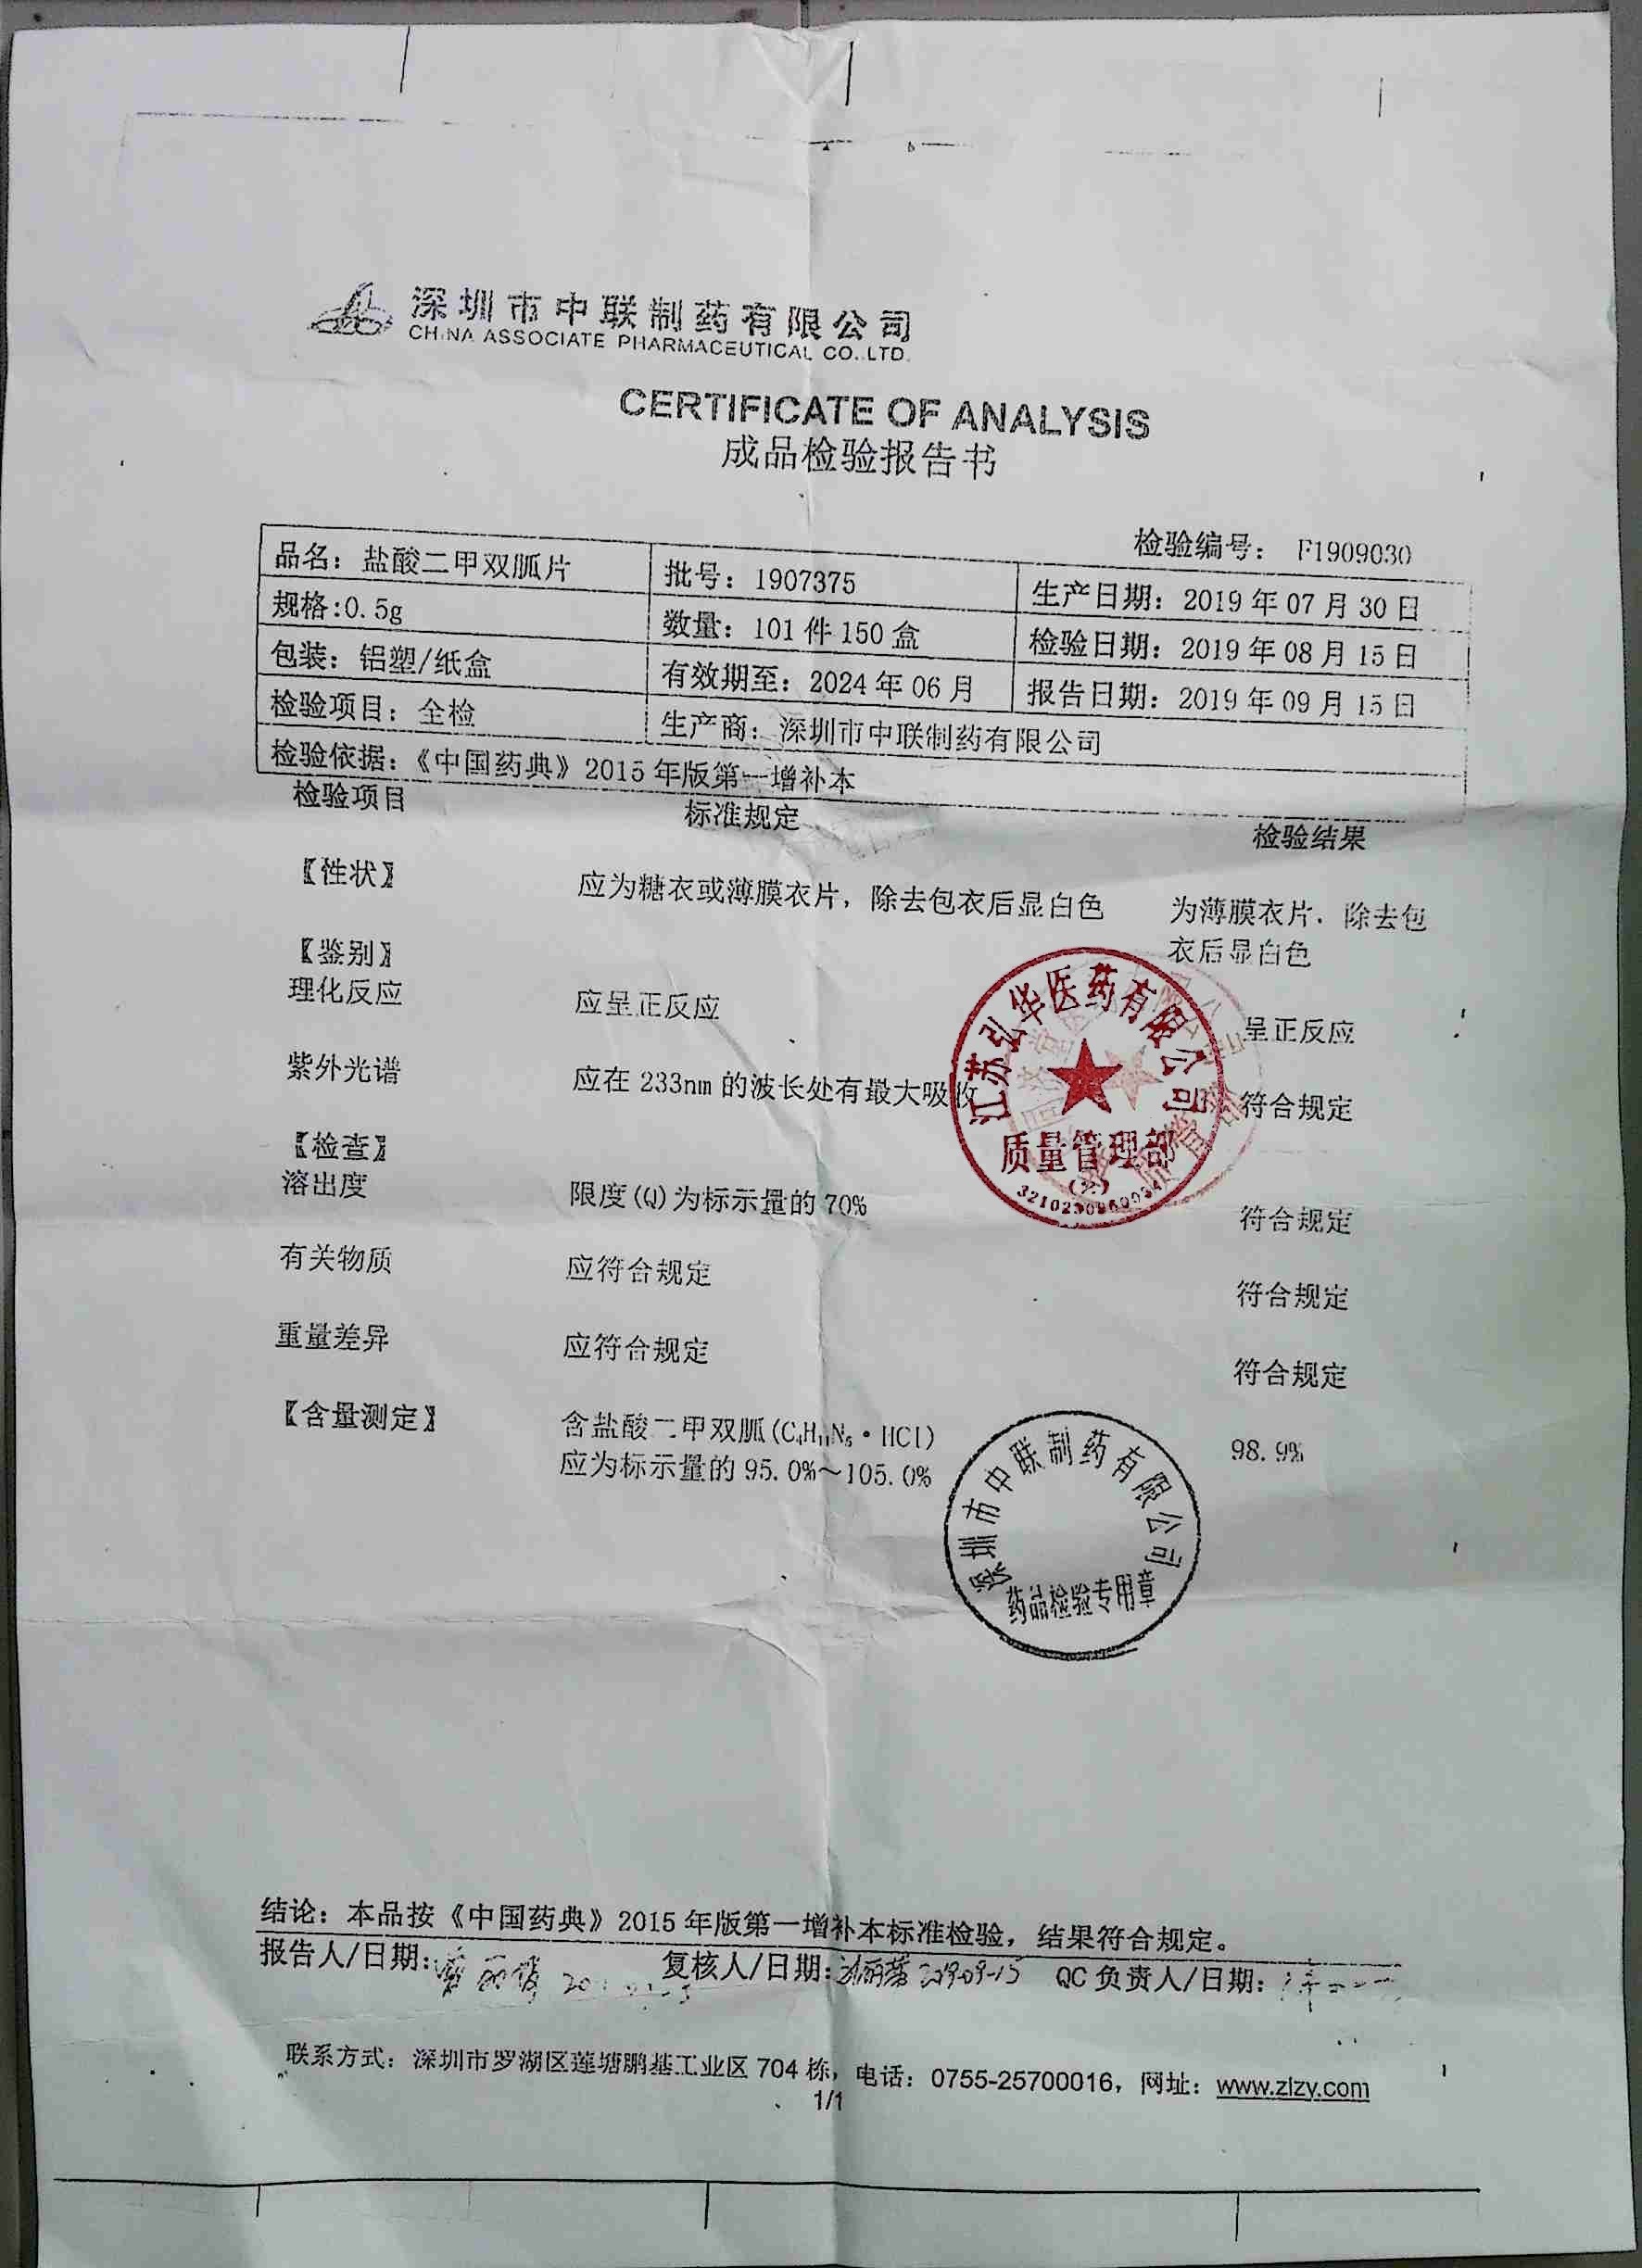 深圳市中联制药有限公司
CHINA ASSOCIATE PHARMACEUTICAL CO.,LTD.
CERTIFICATE OF ANALYSIS
成品检验报告书
检验编号： F1909030
品名：盐酸二甲双胍片 批号：1907375 生产日期：2019年07月30日
规格:0.5g 数量：101件150盒 检验日期：2019年08月15日
包装：铝塑/纸盒 有效期至：2024年06月 报告日期：2019年09月15日
检验项目：全检 生产商：深圳市中联制药有限公司
检验依据：《中国药典》2015年版第一增补本
检验项目 标准规定 检验结果
【性状】 应为糖衣或薄膜衣片，除去包衣后显白色 为薄膜衣片．除去包
衣后显白色
【鉴别】
理化反应 应呈正反应 呈正反应
紫外光谱 应在233nm的波长处有最大吸收 符合规定
【检查】
溶出度 限度(Q)为标示量的70% 符合规定
有关物质 应符合规定 符合规定
重量差异 应符合规定 符合规定
【含量测定】 含盐酸二甲双胍(C₄H₁₁N₅·HCl) 98.9%
应为标示量的95.0%～105.0%
江苏弘华医药有限公司
质量管理部
(2)
深圳市中联制药有限公司
药品检验专用章
结论：本品按《中国药典》2015年版第一增补本标准检验，结果符合规定。
报告人/日期: 复核人/日期: 2019-09-15 QC负责人/日期:
联系方式：深圳市罗湖区莲塘鹏基工业区704栋，电话：0755-25700016，网址：www.zlzy.com
1/1